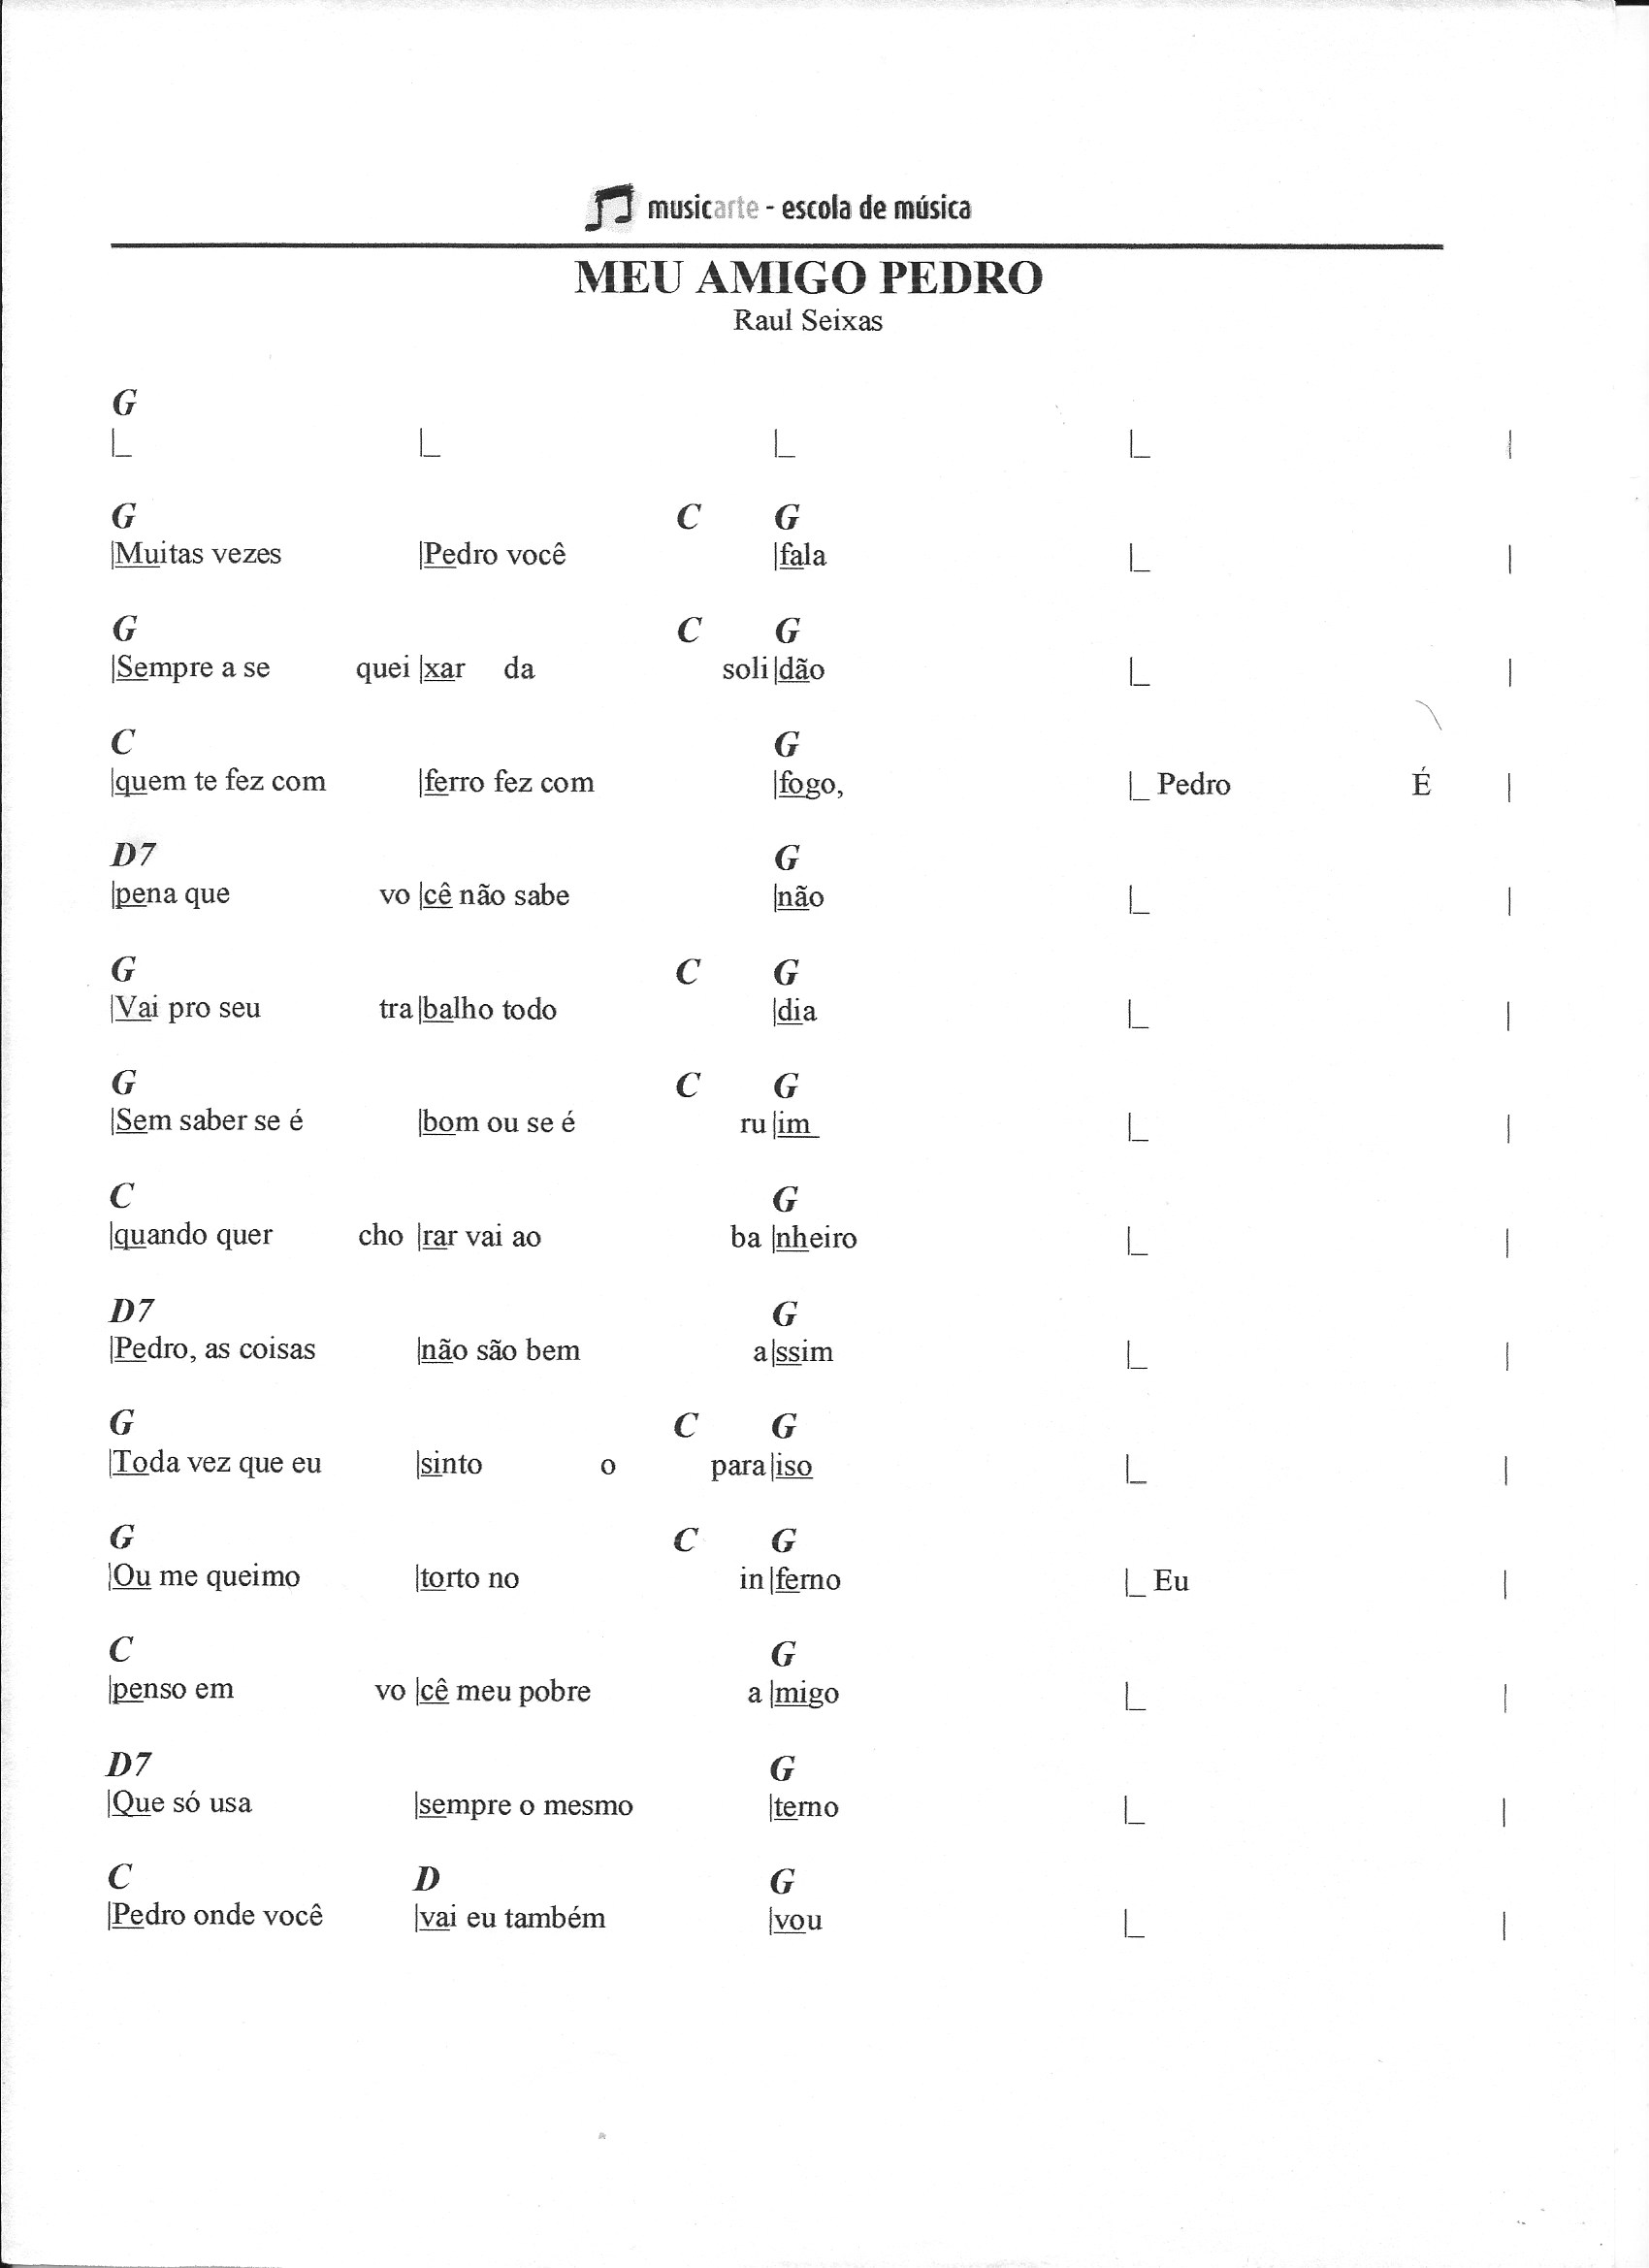 musicarte - escola de música
MEU AMIGO PEDRO
Raul Seixas
G
|_ |_ |_ |_ |
G C G
|Muitas vezes |Pedro você |fala |_ |
G C G
|Sempre a se quei |xar da soli |dão |_ |
C G
|quem te fez com |ferro fez com |fogo, |_ Pedro É |
D7 G
|pena que vo |cê não sabe |não |_ |
G C G
|Vai pro seu tra |balho todo |dia |_ |
G C G
|Sem saber se é |bom ou se é ru |im |_ |
C G
|quando quer cho |rar vai ao ba |nheiro |_ |
D7 G
|Pedro, as coisas |não são bem a|ssim |_ |
G C G
|Toda vez que eu |sinto o para|iso |_ |
G C G
|Ou me queimo |torto no in |ferno |_ Eu |
C G
|penso em vo |cê meu pobre a |migo |_ |
D7 G
|Que só usa |sempre o mesmo |terno |_ |
C D G
|Pedro onde você |vai eu também |vou |_ |